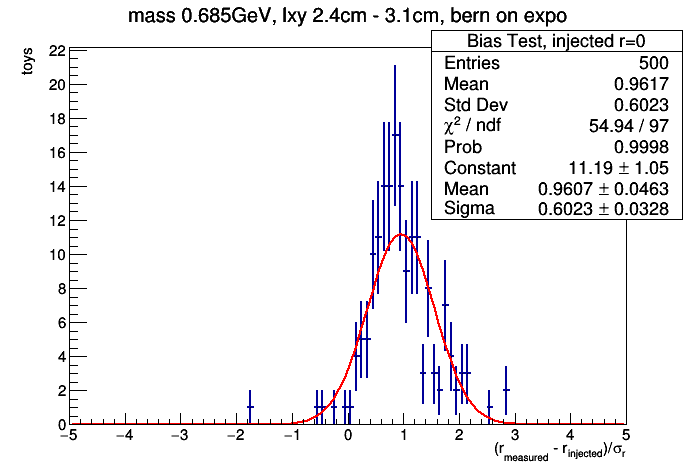 mass 0.685GeV, lxy 2.4cm - 3.1cm, bern on expo
Bias Test, injected r=0
Entries 500
Mean 0.9617
Std Dev 0.6023
χ² / ndf 54.94 / 97
Prob 0.9998
Constant 11.19 ± 1.05
Mean 0.9607 ± 0.0463
Sigma 0.6023 ± 0.0328
toys
22
20
18
16
14
12
10
8
6
4
2
0
−5 −4 −3 −2 −1 0 1 2 3 4 5
(r_measured - r_injected)/σ_r